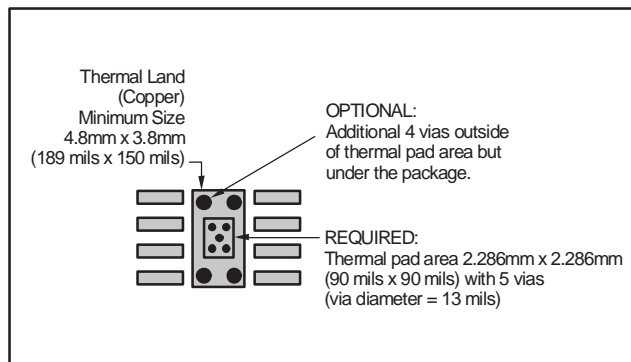 Thermal Land
(Copper)
Minimum Size
4.8mm x 3.8mm
(189 mils x 150 mils)
OPTIONAL:
Additional 4 vias outside
of thermal pad area but
under the package.
REQUIRED:
Thermal pad area 2.286mm x 2.286mm
(90 mils x 90 mils) with 5 vias
(via diameter = 13 mils)